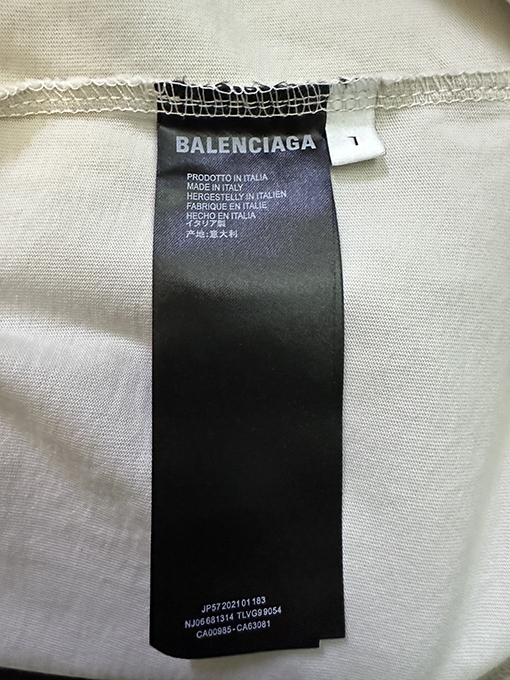 BALENCIAGA
L
PRODOTTO IN ITALIA
MADE IN ITALY
HERGESTELLY IN ITALIEN
FABRIQUE EN ITALIE
HECHO EN ITALIA
イタリア製
产地:意大利
JP57202101183
NJ06681314 TLVG99054
CA00985-CA63081